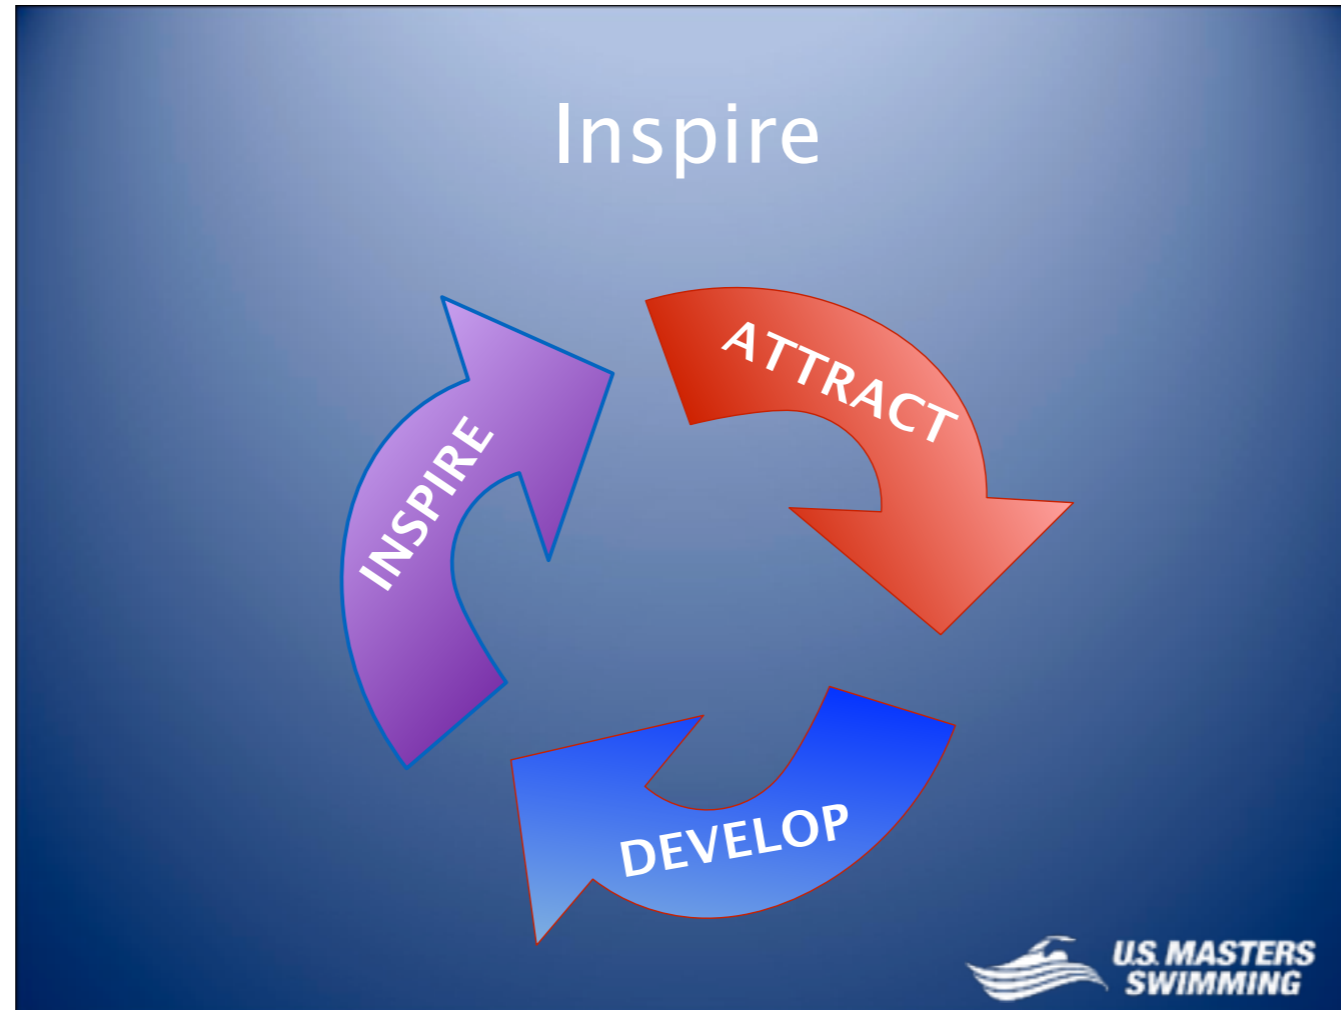 Inspire
ATTRACT
INSPIRE
DEVELOP
U.S. MASTERS
SWIMMING